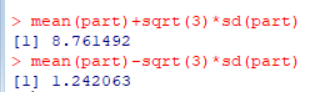 > mean(part)+sqrt(3)*sd(part)
[1] 8.761492
> mean(part)-sqrt(3)*sd(part)
[1] 1.242063